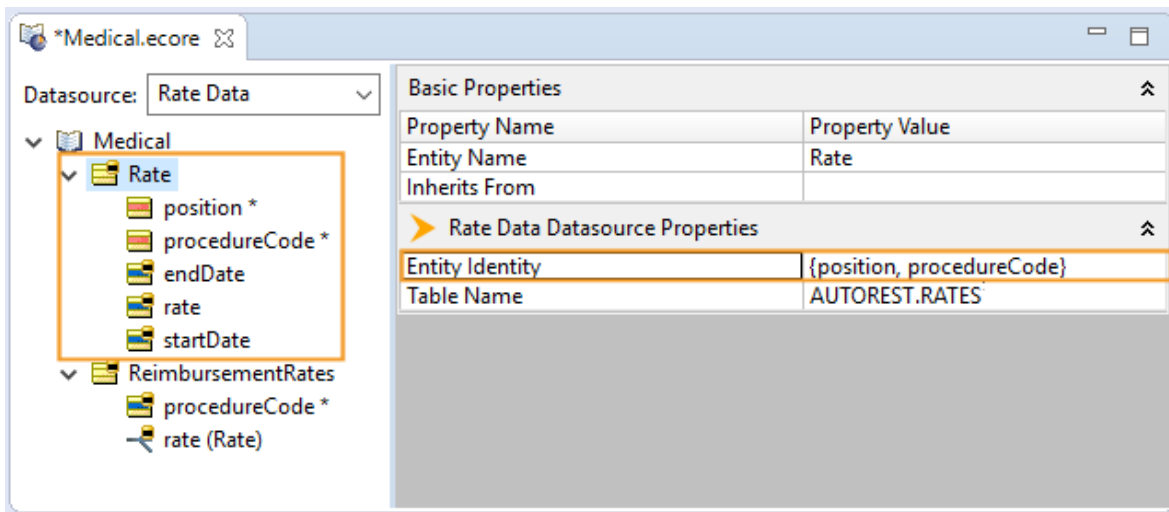 *Medical.ecore
Datasource: Rate Data
Medical
Rate
position *
procedureCode *
endDate
rate
startDate
ReimbursementRates
procedureCode *
rate (Rate)
Basic Properties
Property Name Property Value
Entity Name Rate
Inherits From
Rate Data Datasource Properties
Entity Identity {position, procedureCode}
Table Name AUTOREST.RATES